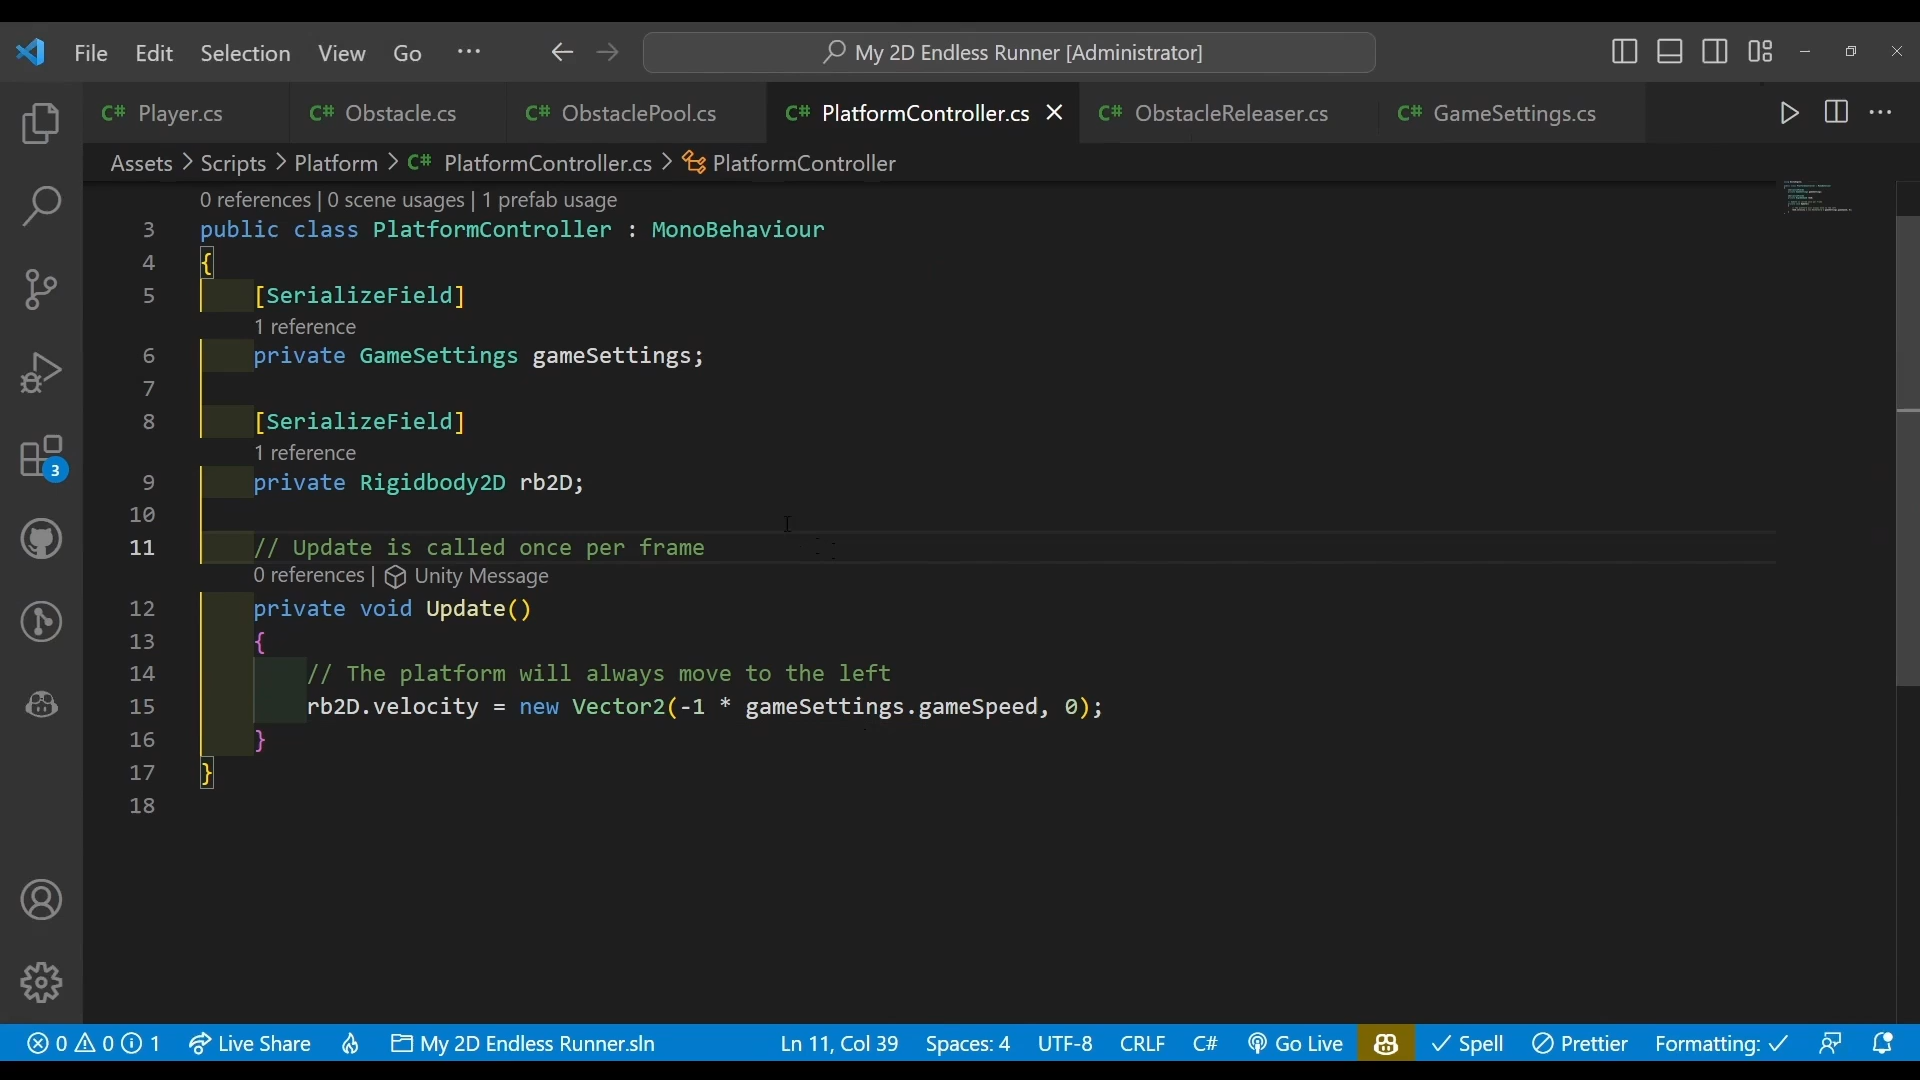 File Edit Selection View Go ··· My 2D Endless Runner [Administrator]
C# Player.cs C# Obstacle.cs C# ObstaclePool.cs C# PlatformController.cs C# ObstacleReleaser.cs C# GameSettings.cs
Assets > Scripts > Platform > C# PlatformController.cs > PlatformController
0 references | 0 scene usages | 1 prefab usage
3 public class PlatformController : MonoBehaviour
4 {
5 [SerializeField]
1 reference
6 private GameSettings gameSettings;
7
8 [SerializeField]
1 reference
9 private Rigidbody2D rb2D;
10
11 // Update is called once per frame
0 references | Unity Message
12 private void Update()
13 {
14 // The platform will always move to the left
15 rb2D.velocity = new Vector2(-1 * gameSettings.gameSpeed, 0);
16 }
17 }
18
3
0 0 1 Live Share My 2D Endless Runner.sln Ln 11, Col 39 Spaces: 4 UTF-8 CRLF C# Go Live Spell Prettier Formatting: ✓